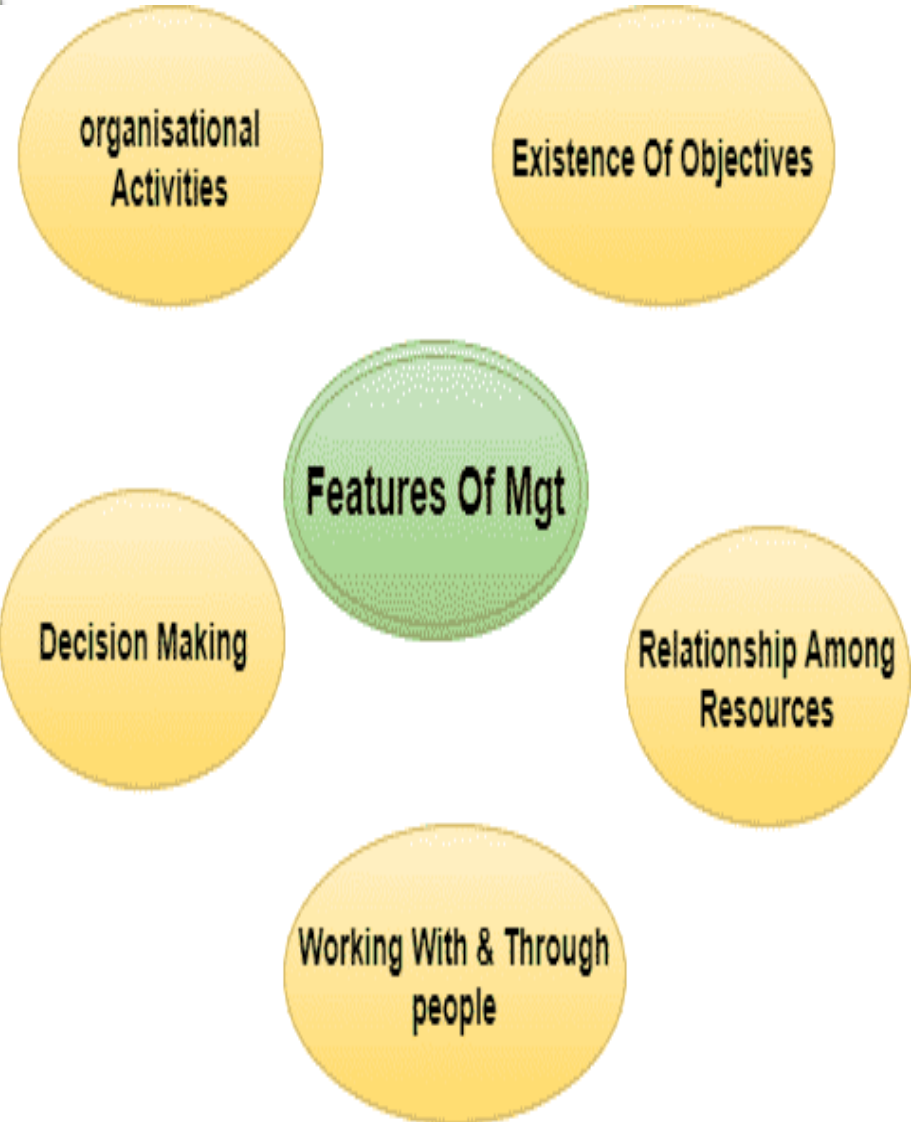 organisational
Activities
Existence Of Objectives
Features Of Mgt
Decision Making
Relationship Among
Resources
Working With & Through
people